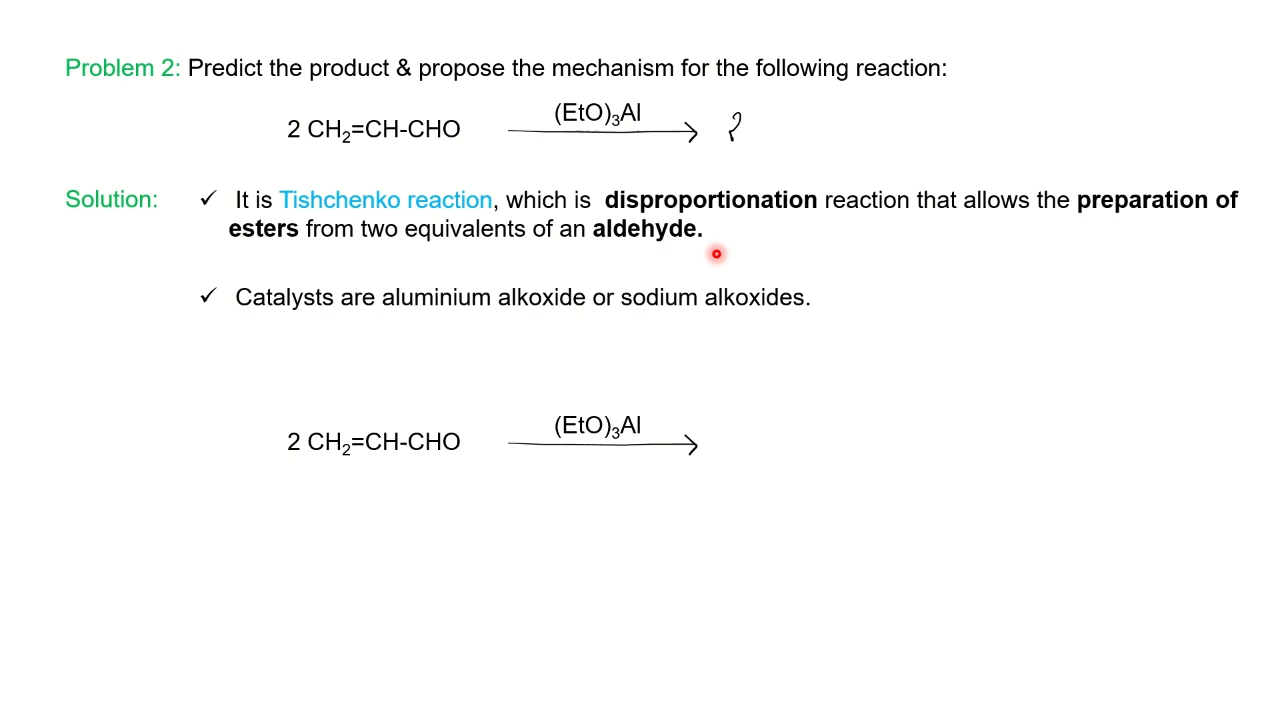 Problem 2: Predict the product & propose the mechanism for the following reaction:
(EtO)₃Al
2 CH₂=CH-CHO ?
Solution: ✓ It is Tishchenko reaction, which is disproportionation reaction that allows the preparation of
esters from two equivalents of an aldehyde.
✓ Catalysts are aluminium alkoxide or sodium alkoxides.
(EtO)₃Al
2 CH₂=CH-CHO